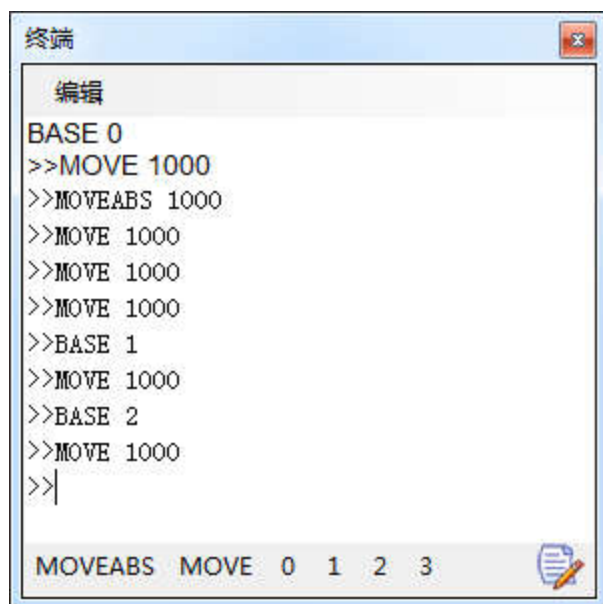 终端
编辑
BASE 0
>>MOVE 1000
>>MOVEABS 1000
>>MOVE 1000
>>MOVE 1000
>>MOVE 1000
>>BASE 1
>>MOVE 1000
>>BASE 2
>>MOVE 1000
>>
MOVEABS MOVE 0 1 2 3